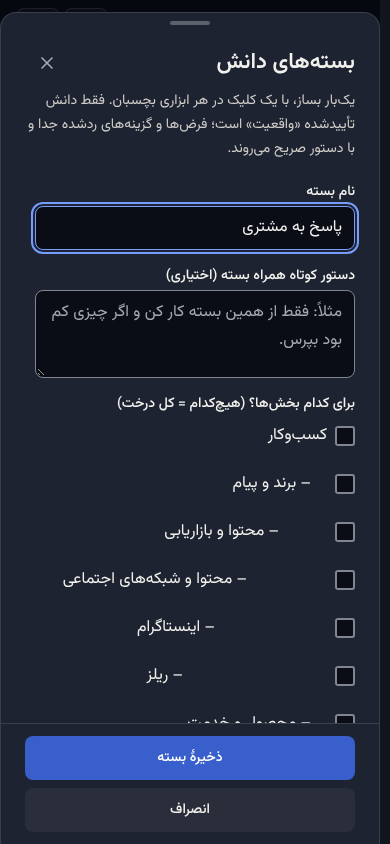 بسته‌های دانش
یک‌بار بساز، با یک کلیک در هر ابزاری بچسبان. فقط دانش
تأییدشده «واقعیت» است؛ فرض‌ها و گزینه‌های ردشده جدا و
با دستور صریح می‌روند.
نام بسته
پاسخ به مشتری
دستور کوتاه همراه بسته (اختیاری)
مثلاً: فقط از همین بسته کار کن و اگر چیزی کم
بود بپرس.
برای کدام بخش‌ها؟ (هیچ‌کدام = کل درخت)
کسب‌وکار
– برند و پیام
– محتوا و بازاریابی
– محتوا و شبکه‌های اجتماعی
– اینستاگرام
– ریلز
– محصول و خدمت
ذخیرهٔ بسته
انصراف